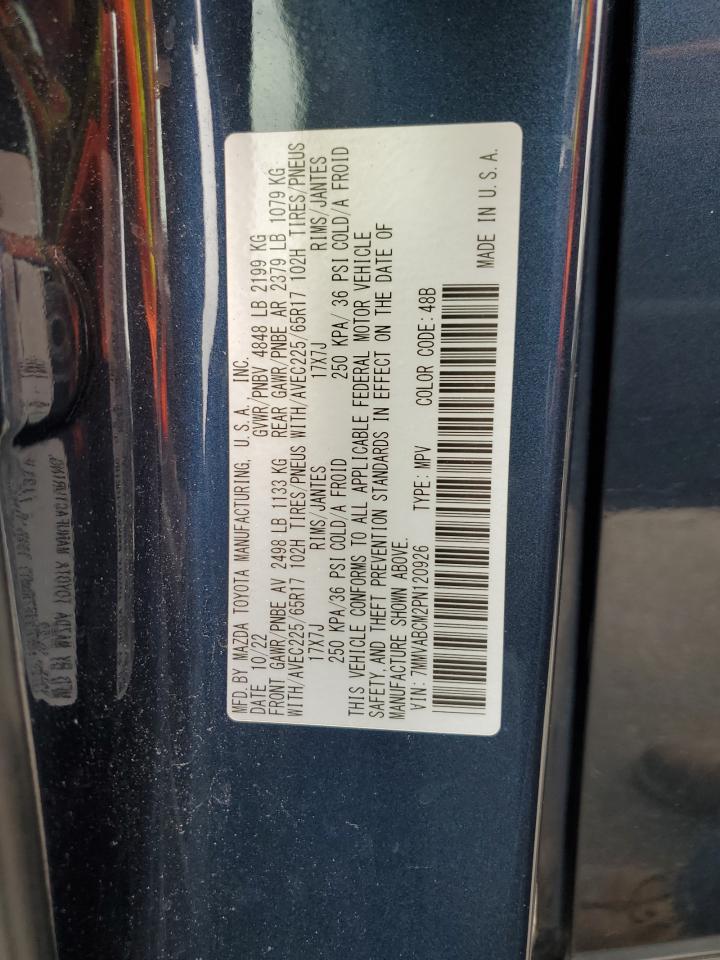 MFD.BY MAZDA TOYOTA MANUFACTURING, U.S.A. INC.
DATE 10/22 GVWR/PNBV 4848 LB 2199 KG
FRONT GAWR/PNBE AV 2498 LB 1133 KG REAR GAWR/PNBE AR 2379 LB 1079 KG
WITH/AVEC225/65R17 102H TIRES/PNEUS WITH/AVEC225/65R17 102H TIRES/PNEUS
17X7J RIMS/JANTES 17X7J RIMS/JANTES
250 KPA/36 PSI COLD/A FROID 250 KPA/ 36 PSI COLD/A FROID
THIS VEHICLE CONFORMS TO ALL APPLICABLE FEDERAL MOTOR VEHICLE
SAFETY,AND THEFT PREVENTION STANDARDS IN EFFECT ON THE DATE OF
MANUFACTURE SHOWN ABOVE.
VIN: 7MMVABCM2PN120926 TYPE: MPV COLOR CODE: 48B
MADE IN U.S.A.